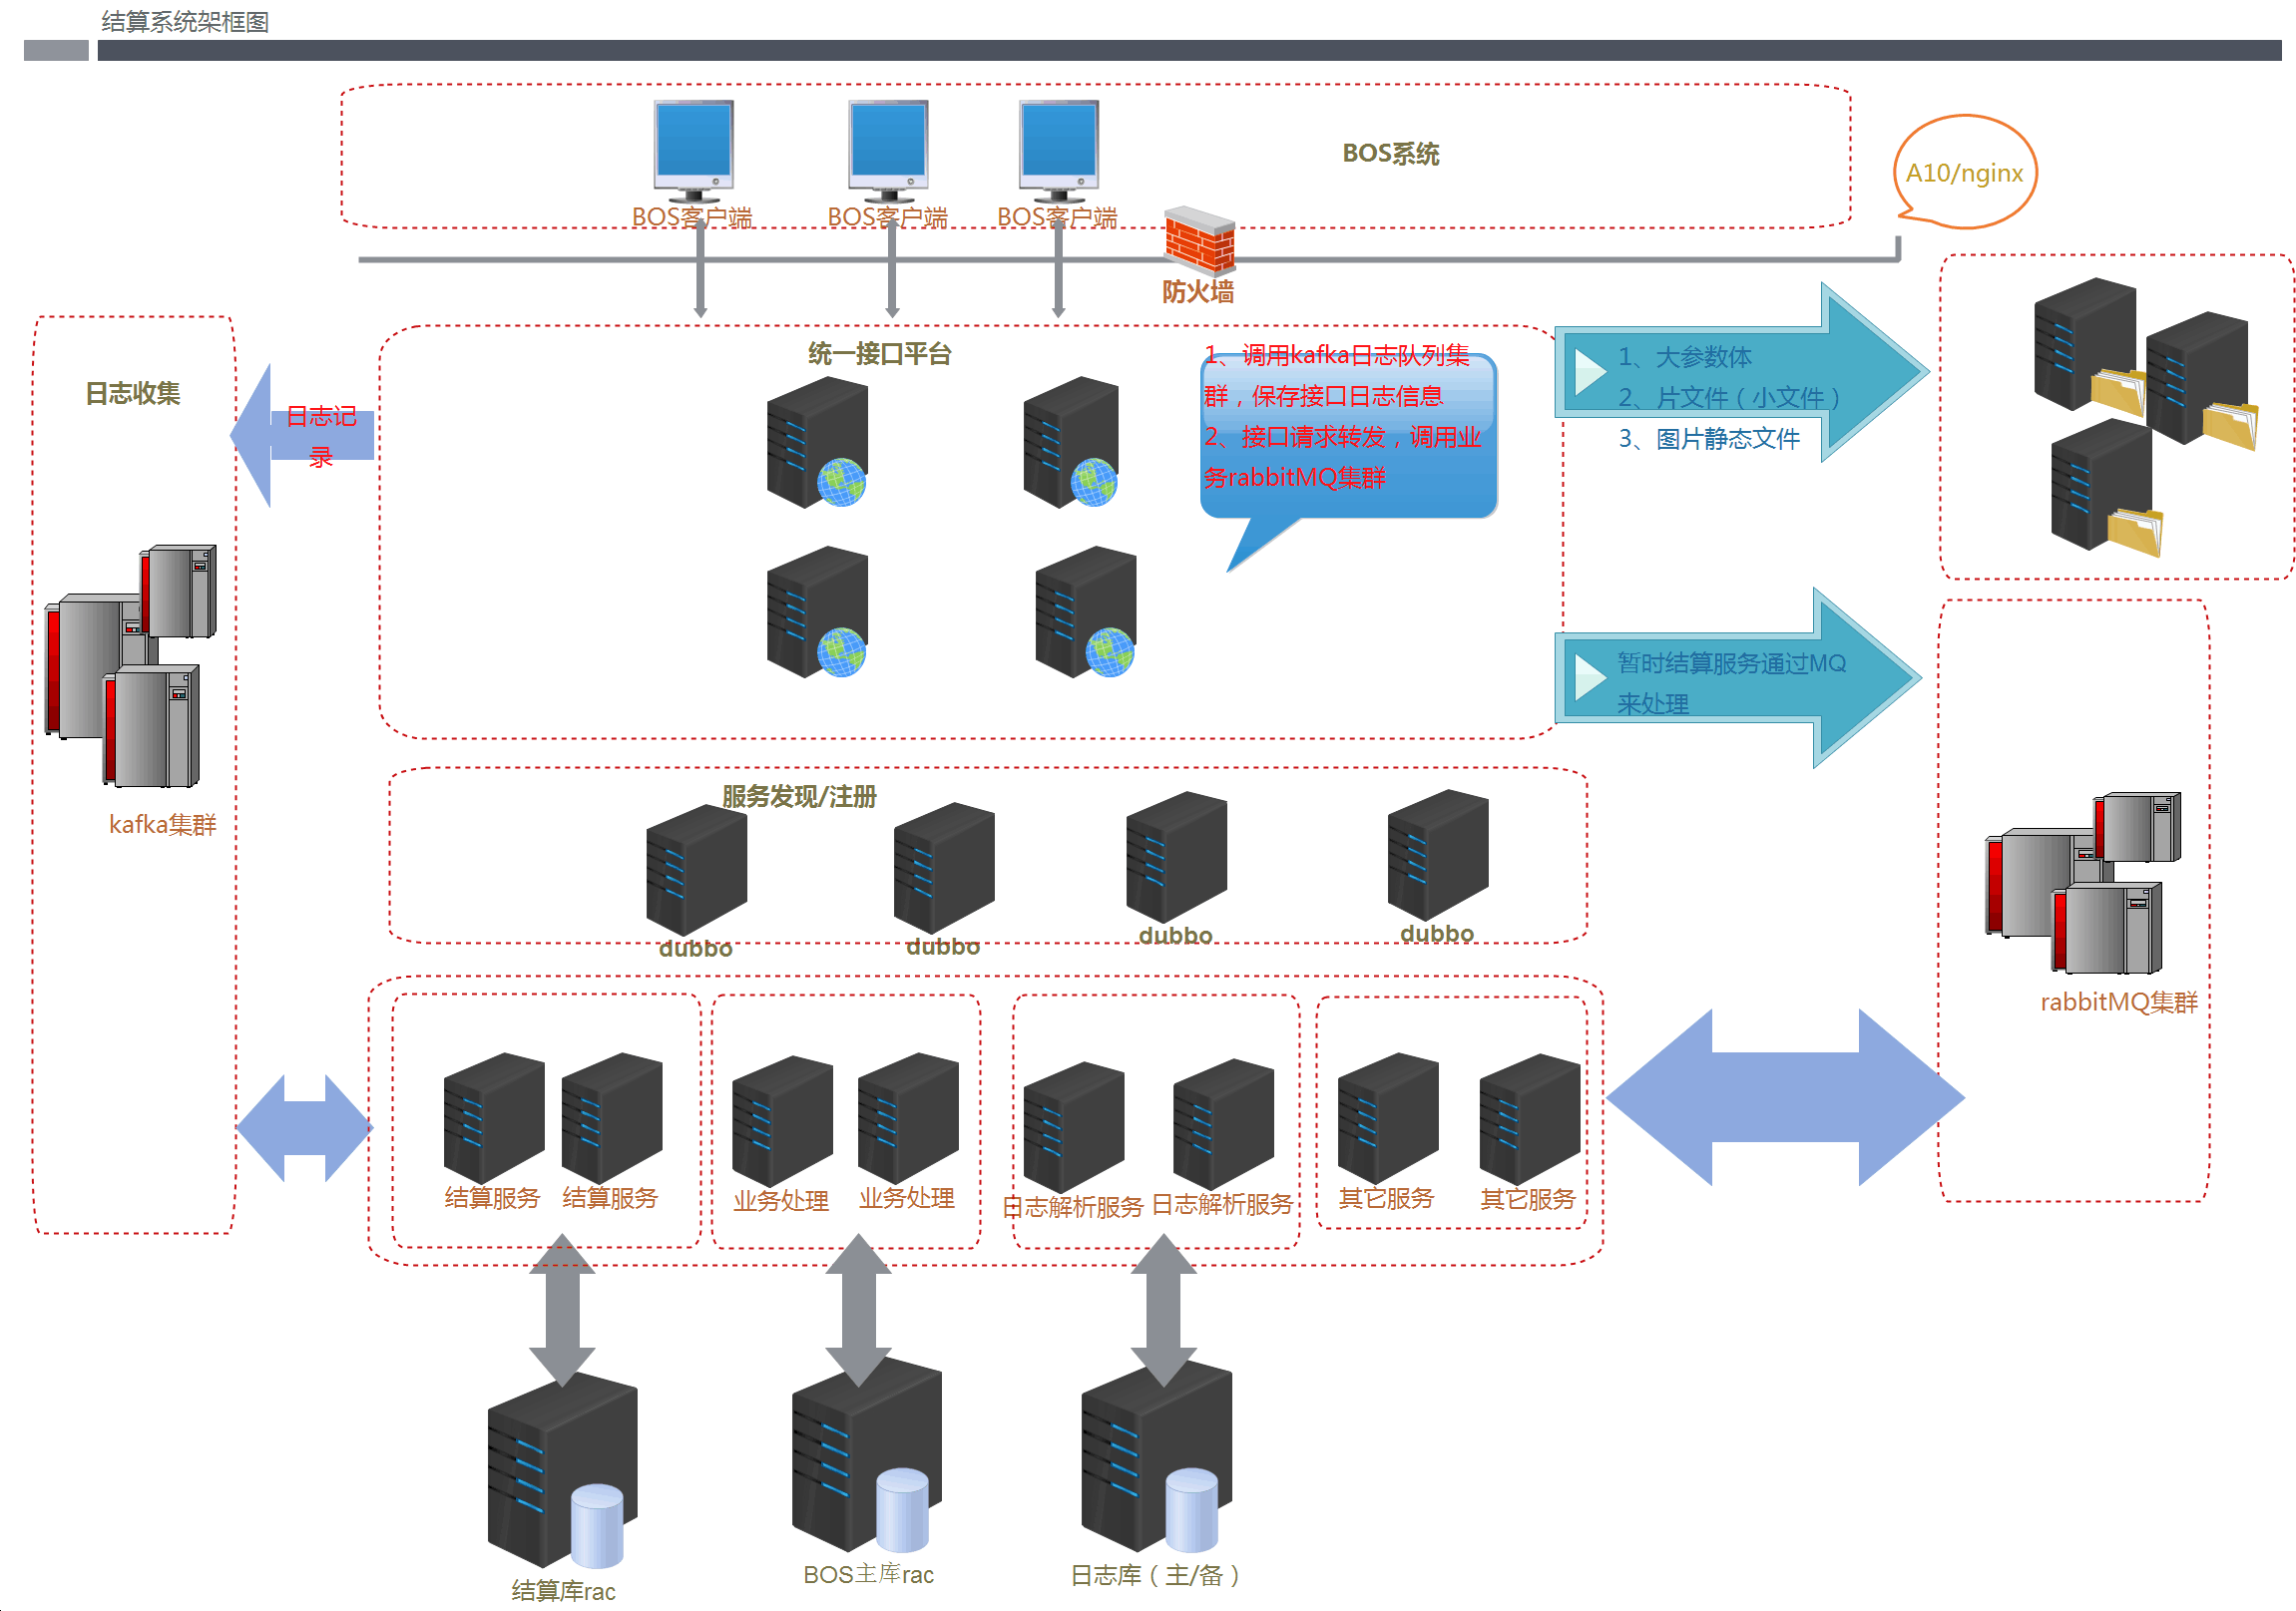 结算系统架框图
BOS系统
A10/nginx
BOS客户端
BOS客户端
BOS客户端
防火墙
日志收集
日志记
录
统一接口平台
1、调用kafka日志队列集
群，保存接口日志信息
2、接口请求转发，调用业
务rabbitMQ集群
1、大参数体
2、片文件（小文件）
3、图片静态文件
暂时结算服务通过MQ
来处理
kafka集群
服务发现/注册
dubbo
dubbo
dubbo
dubbo
rabbitMQ集群
结算服务
结算服务
业务处理
业务处理
日志解析服务
日志解析服务
其它服务
其它服务
结算库rac
BOS主库rac
日志库（主/备）